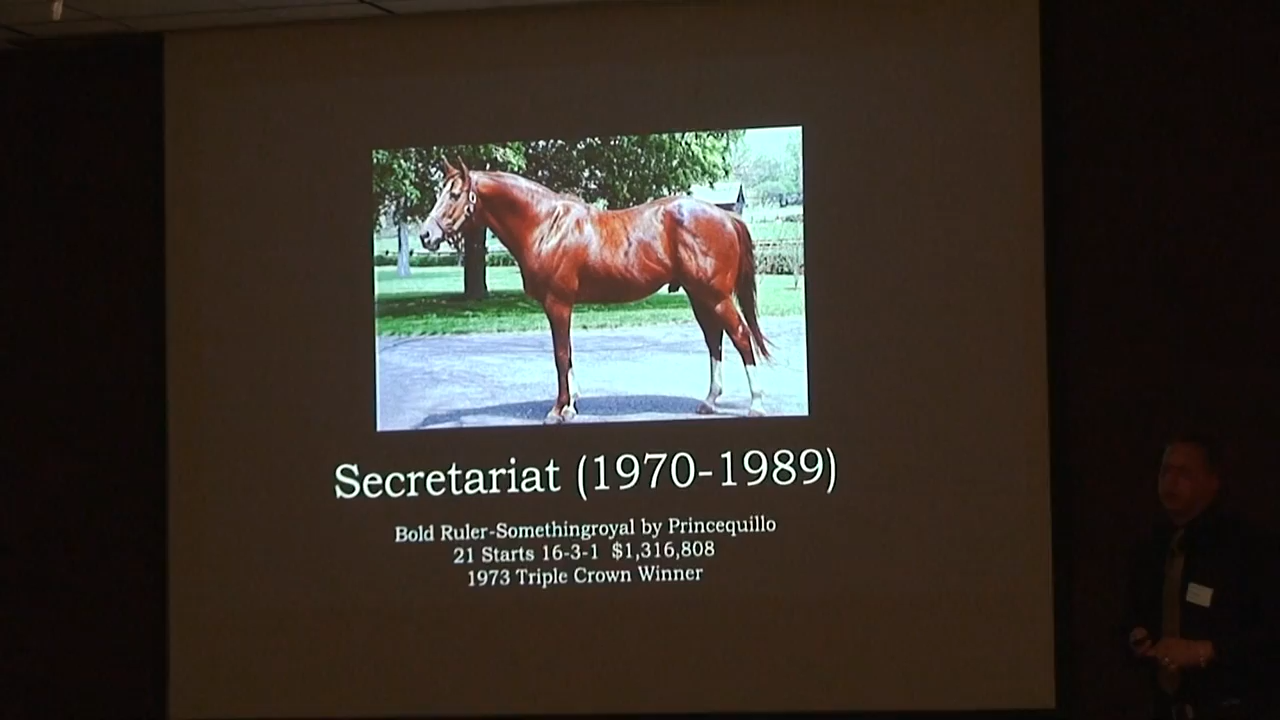 Secretariat (1970-1989)
Bold Ruler-Somethingroyal by Princequillo
21 Starts 16-3-1 $1,316,808
1973 Triple Crown Winner